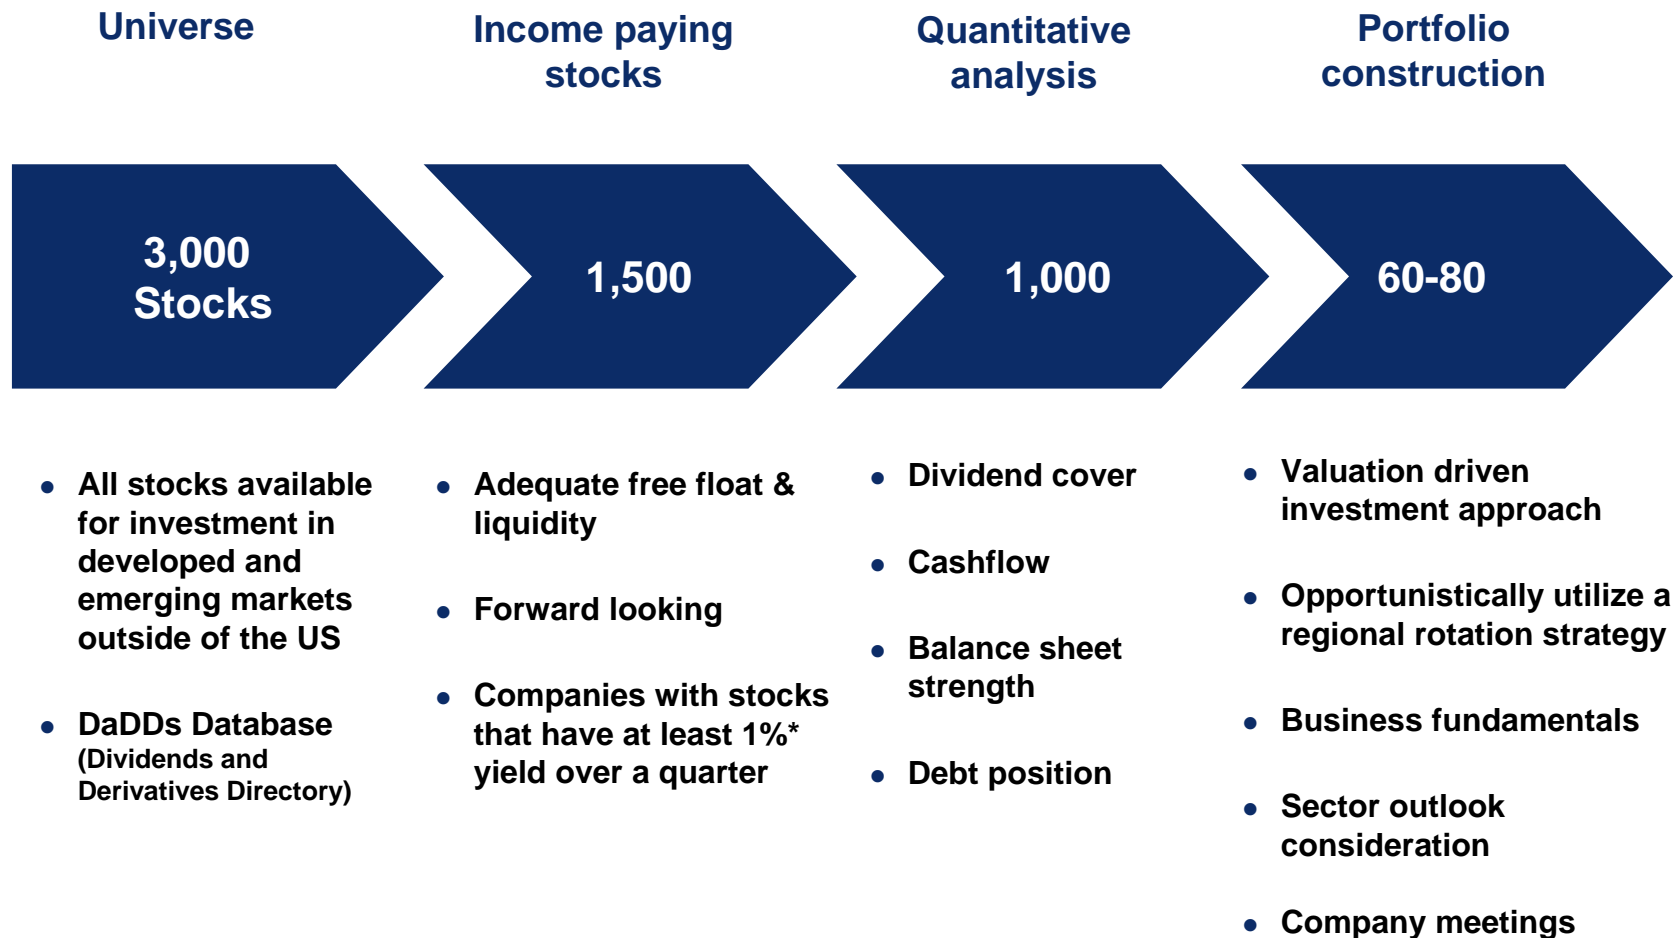 Universe
Income paying
stocks
Quantitative
analysis
Portfolio
construction
3,000
Stocks
1,500
1,000
60-80
● All stocks available
for investment in
developed and
emerging markets
outside of the US
● DaDDs Database
(Dividends and
Derivatives Directory)
● Adequate free float &
liquidity
● Forward looking
● Companies with stocks
that have at least 1%*
yield over a quarter
● Dividend cover
● Cashflow
● Balance sheet
strength
● Debt position
● Valuation driven
investment approach
● Opportunistically utilize a
regional rotation strategy
● Business fundamentals
● Sector outlook
consideration
● Company meetings